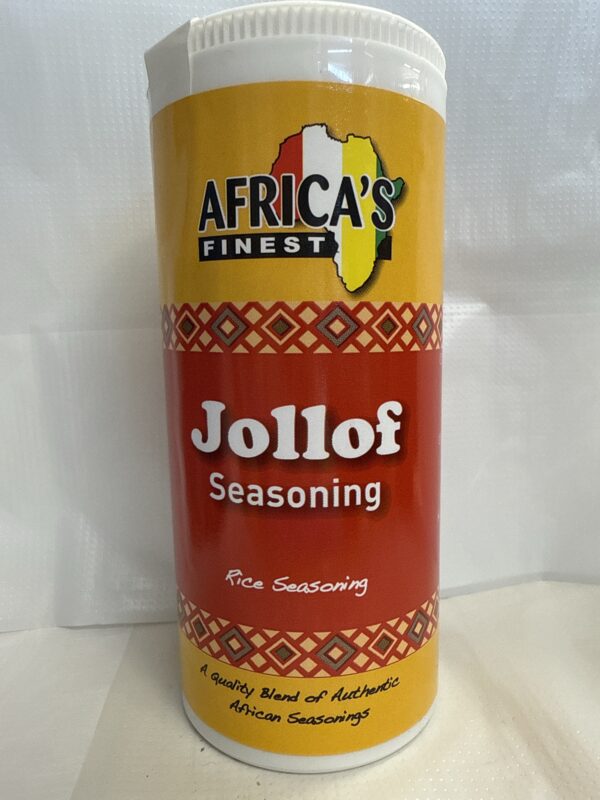 AFRICA'S
FINEST
Jollof
Seasoning
Rice Seasoning
A Quality Blend of Authentic
African Seasonings